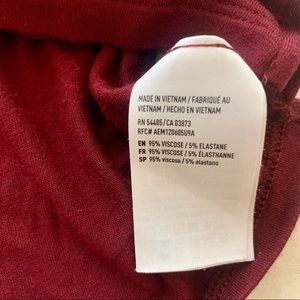 MADE IN VIETNAM / FABRIQUÉ AU
VIETNAM / HECHO EN VIETNAM
RN 54485/CA 03873
RFC# AEM120605U9A
EN 95% VISCOSE / 5% ELASTANE
FR 95% VISCOSE / 5% ÉLASTHANNE
SP 95% viscosa / 5% elastano